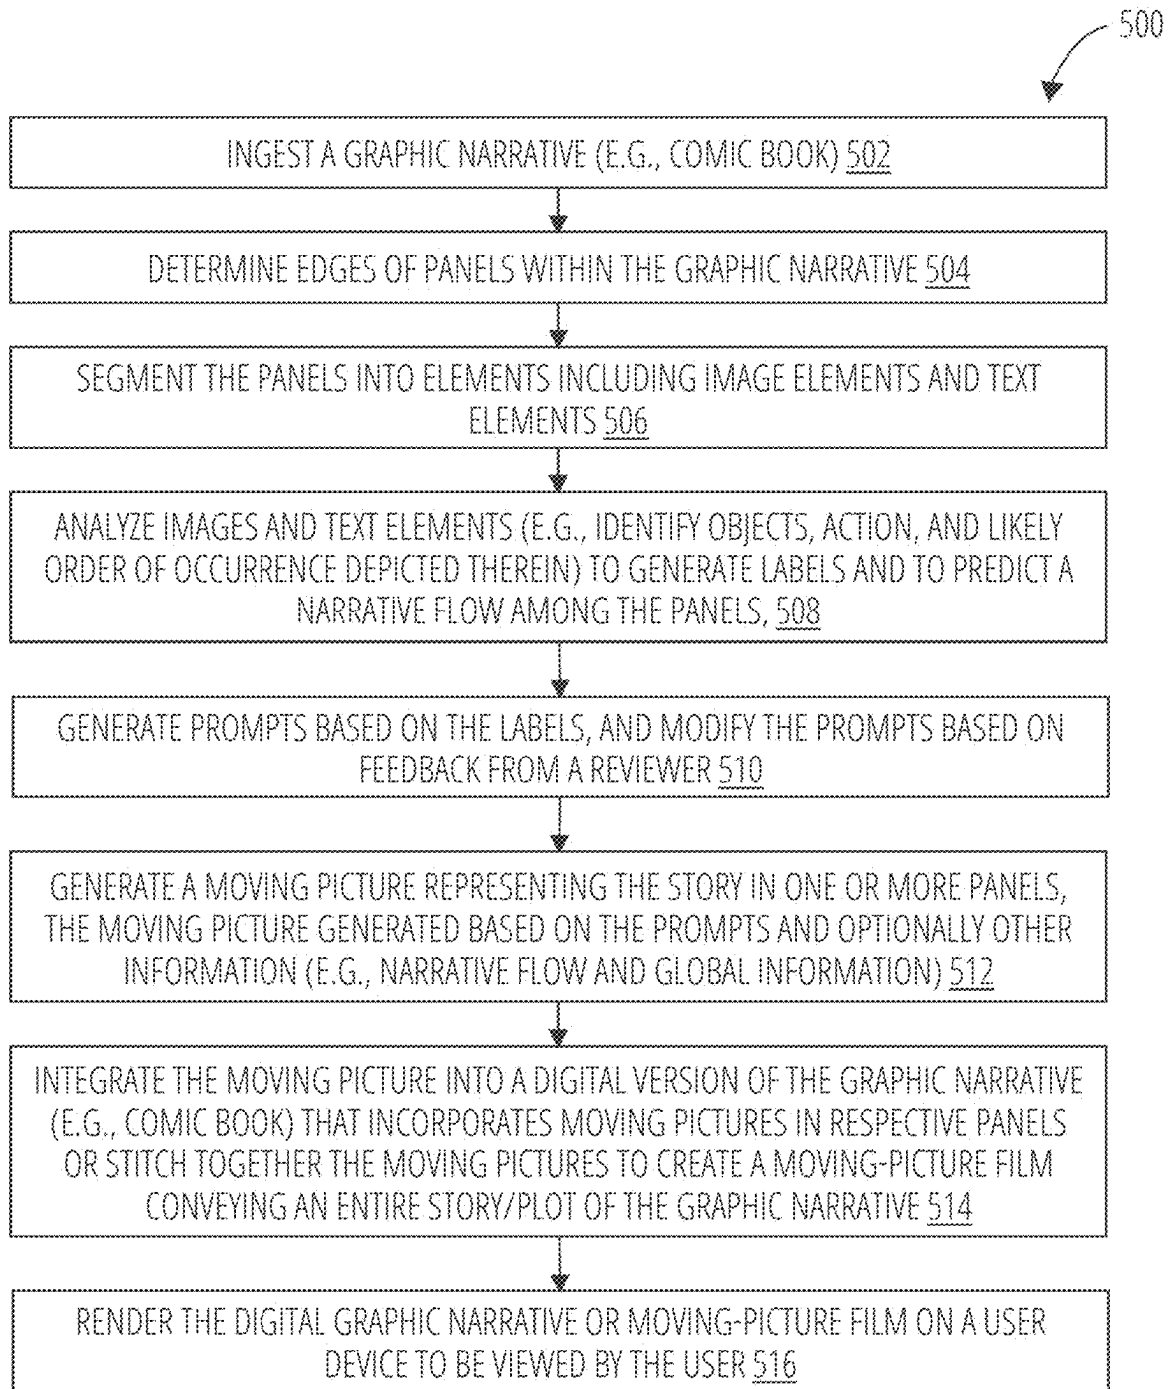 500
INGEST A GRAPHIC NARRATIVE (E.G., COMIC BOOK) 502
DETERMINE EDGES OF PANELS WITHIN THE GRAPHIC NARRATIVE 504
SEGMENT THE PANELS INTO ELEMENTS INCLUDING IMAGE ELEMENTS AND TEXT
ELEMENTS 506
ANALYZE IMAGES AND TEXT ELEMENTS (E.G., IDENTIFY OBJECTS, ACTION, AND LIKELY
ORDER OF OCCURRENCE DEPICTED THEREIN) TO GENERATE LABELS AND TO PREDICT A
NARRATIVE FLOW AMONG THE PANELS, 508
GENERATE PROMPTS BASED ON THE LABELS, AND MODIFY THE PROMPTS BASED ON
FEEDBACK FROM A REVIEWER 510
GENERATE A MOVING PICTURE REPRESENTING THE STORY IN ONE OR MORE PANELS,
THE MOVING PICTURE GENERATED BASED ON THE PROMPTS AND OPTIONALLY OTHER
INFORMATION (E.G., NARRATIVE FLOW AND GLOBAL INFORMATION) 512
INTEGRATE THE MOVING PICTURE INTO A DIGITAL VERSION OF THE GRAPHIC NARRATIVE
(E.G., COMIC BOOK) THAT INCORPORATES MOVING PICTURES IN RESPECTIVE PANELS
OR STITCH TOGETHER THE MOVING PICTURES TO CREATE A MOVING-PICTURE FILM
CONVEYING AN ENTIRE STORY/PLOT OF THE GRAPHIC NARRATIVE 514
RENDER THE DIGITAL GRAPHIC NARRATIVE OR MOVING-PICTURE FILM ON A USER
DEVICE TO BE VIEWED BY THE USER 516